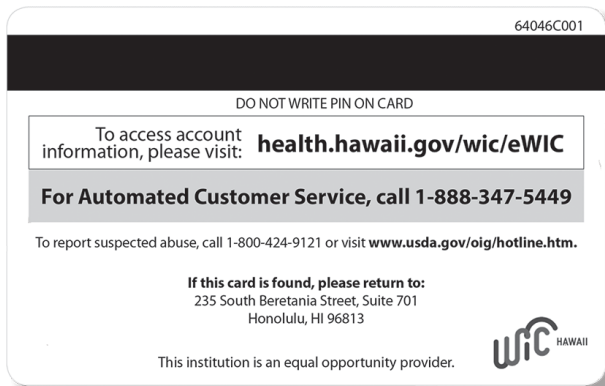 64046C001
DO NOT WRITE PIN ON CARD
To access account
information, please visit: health.hawaii.gov/wic/eWIC
For Automated Customer Service, call 1-888-347-5449
To report suspected abuse, call 1-800-424-9121 or visit www.usda.gov/oig/hotline.htm.
If this card is found, please return to:
235 South Beretania Street, Suite 701
Honolulu, HI 96813
WIC HAWAII
This institution is an equal opportunity provider.